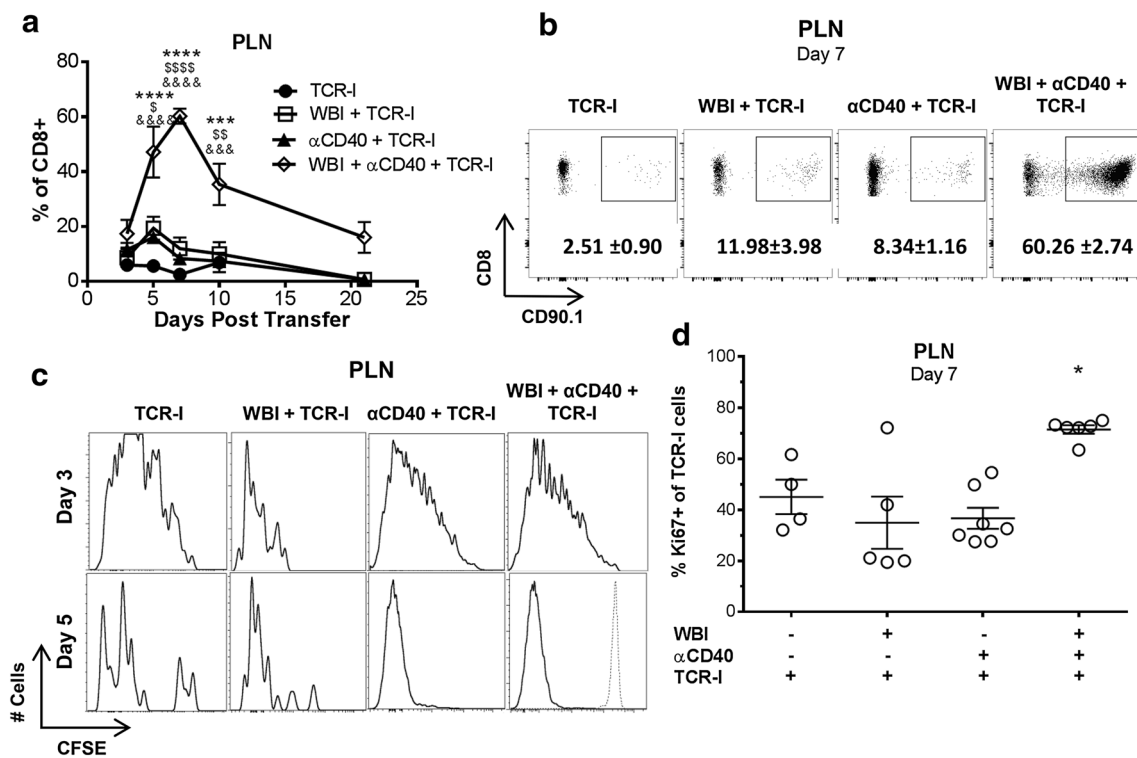 a
PLN
80
60
40
20
0
% of CD8+
0 5 10 15 20 25
Days Post Transfer
****
$$$$
&&&&
****
$
&&&&
***
$$
&&&
TCR-I
WBI + TCR-I
αCD40 + TCR-I
WBI + αCD40 + TCR-I
b
PLN
Day 7
TCR-I
WBI + TCR-I
αCD40 + TCR-I
WBI + αCD40 +
TCR-I
2.51 ±0.90
11.98±3.98
8.34±1.16
60.26 ±2.74
CD8
CD90.1
c
PLN
TCR-I
WBI + TCR-I
αCD40 + TCR-I
WBI + αCD40 +
TCR-I
Day 3
Day 5
# Cells
CFSE
d
PLN
Day 7
100
80
60
40
20
0
% Ki67+ of TCR-I cells
*
WBI - + - +
αCD40 - - + +
TCR-I + + + +